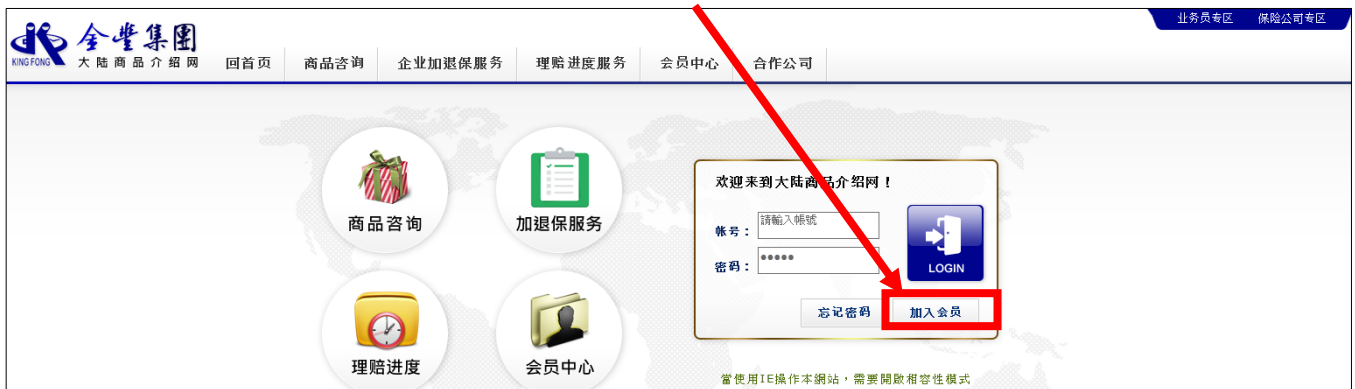 业务员专区 保险公司专区
金豐集團
KING FONG 大陆商品介绍网
回首页 商品咨询 企业加退保服务 理赔进度服务 会员中心 合作公司
商品咨询
加退保服务
理赔进度
会员中心
欢迎来到大陆商品介绍网！
帐号： 請輸入帳號
密码： •••••
LOGIN
忘记密码 加入会员
當使用IE操作本網站，需要開啟相容性模式